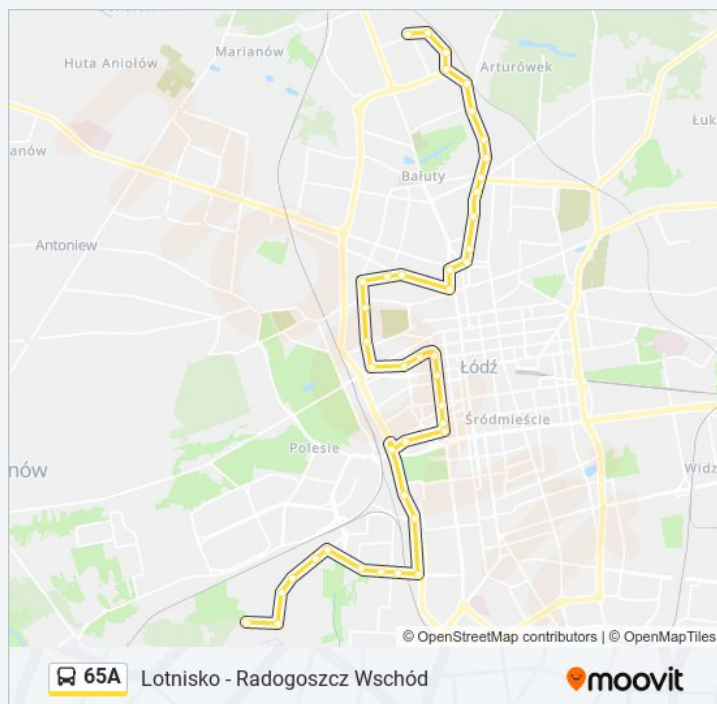 Marianów
Huta Aniołów
Arturówek
Łuk
anów
Bałuty
Antoniew
Łódź
Śródmieście
Polesie
Widz
nów
© OpenStreetMap contributors | © OpenMapTiles
65A Lotnisko - Radogoszcz Wschód
moovit